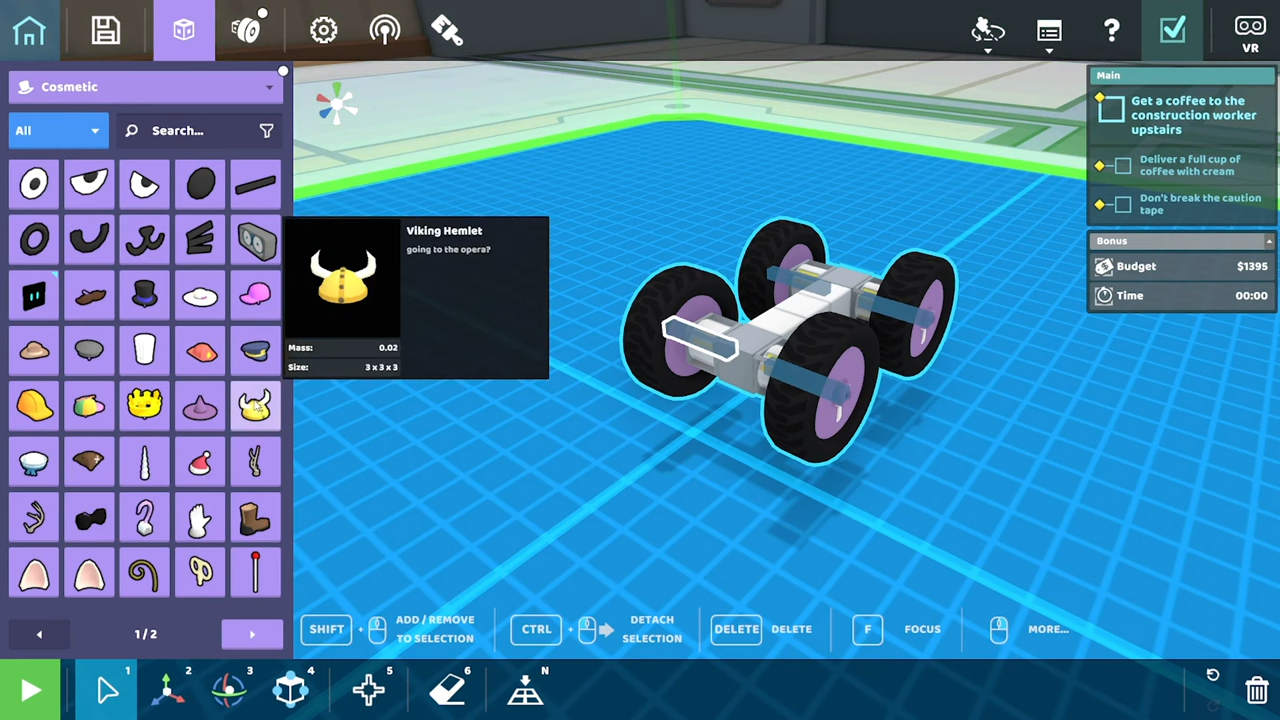 VR
Cosmetic
All
Search...
Viking Hemlet
going to the opera?
Mass: 0.02
Size: 3 x 3 x 3
1/2
Main
Get a coffee to the
construction worker
upstairs
Deliver a full cup of
coffee with cream
Don't break the caution
tape
Bonus
Budget $1395
Time 00:00
SHIFT + ADD / REMOVE
TO SELECTION
CTRL + DETACH
SELECTION
DELETE DELETE
F FOCUS
MORE...
1
2
3
4
5
6
N